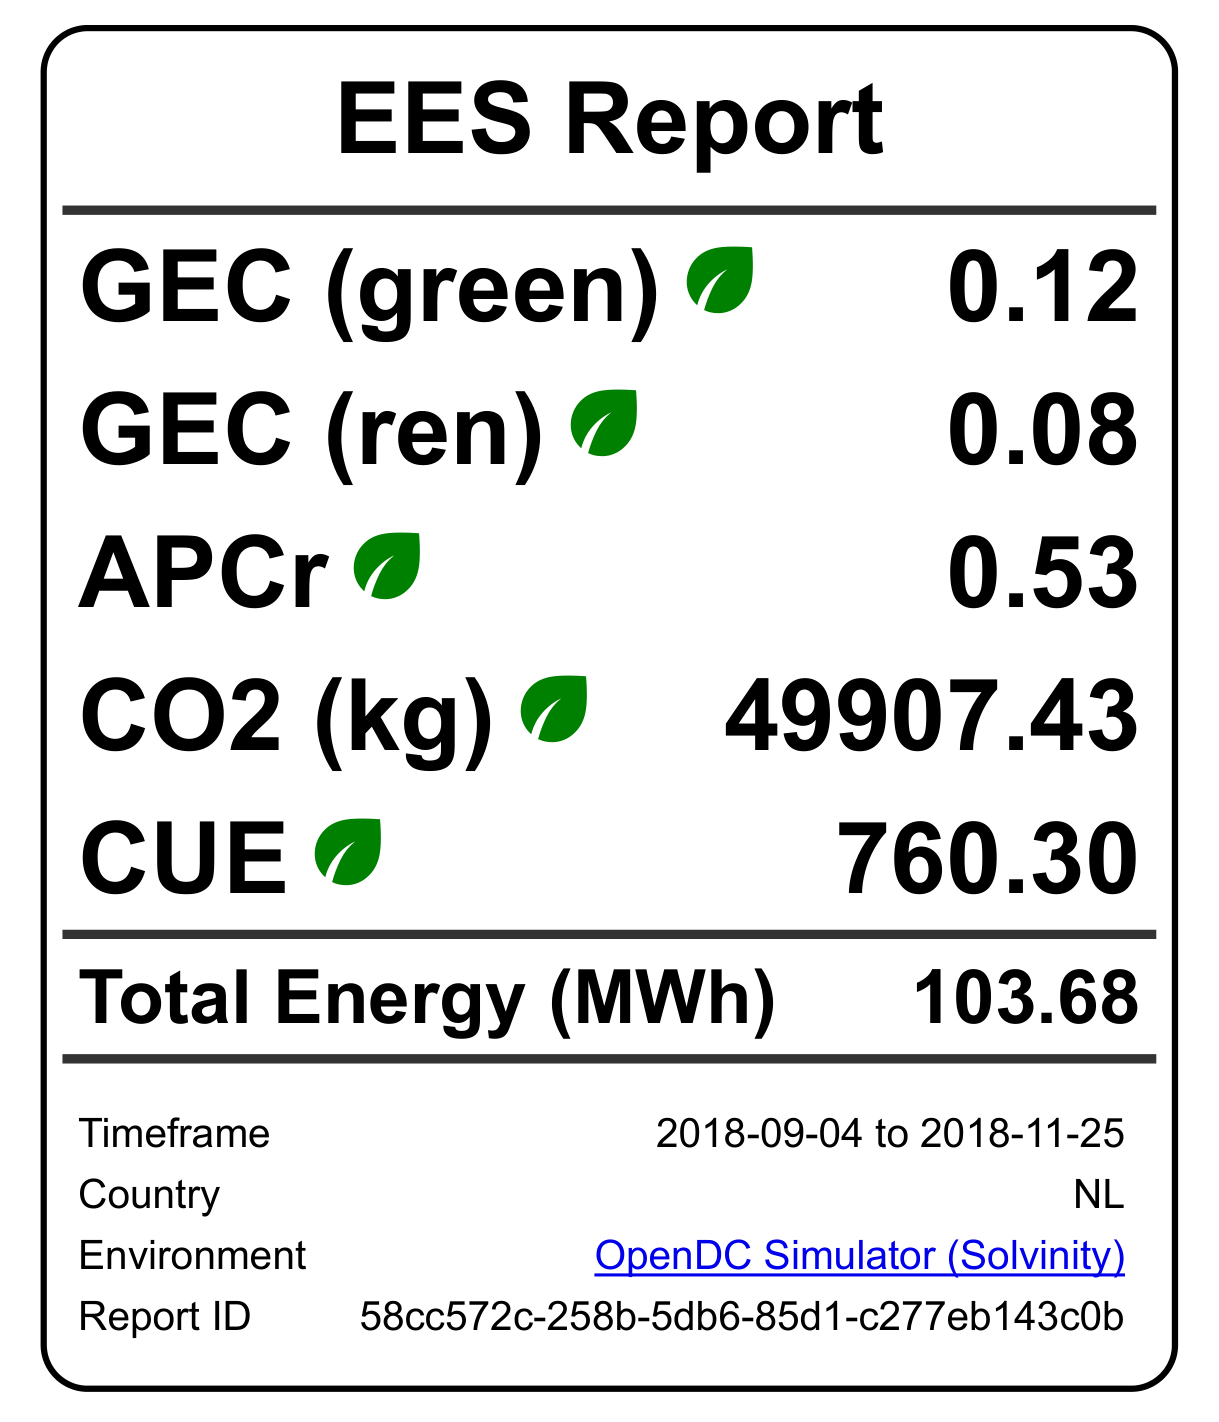 EES Report
GEC (green) 0.12
GEC (ren) 0.08
APCr 0.53
CO2 (kg) 49907.43
CUE 760.30
Total Energy (MWh) 103.68
Timeframe 2018-09-04 to 2018-11-25
Country NL
Environment OpenDC Simulator (Solvinity)
Report ID 58cc572c-258b-5db6-85d1-c277eb143c0b